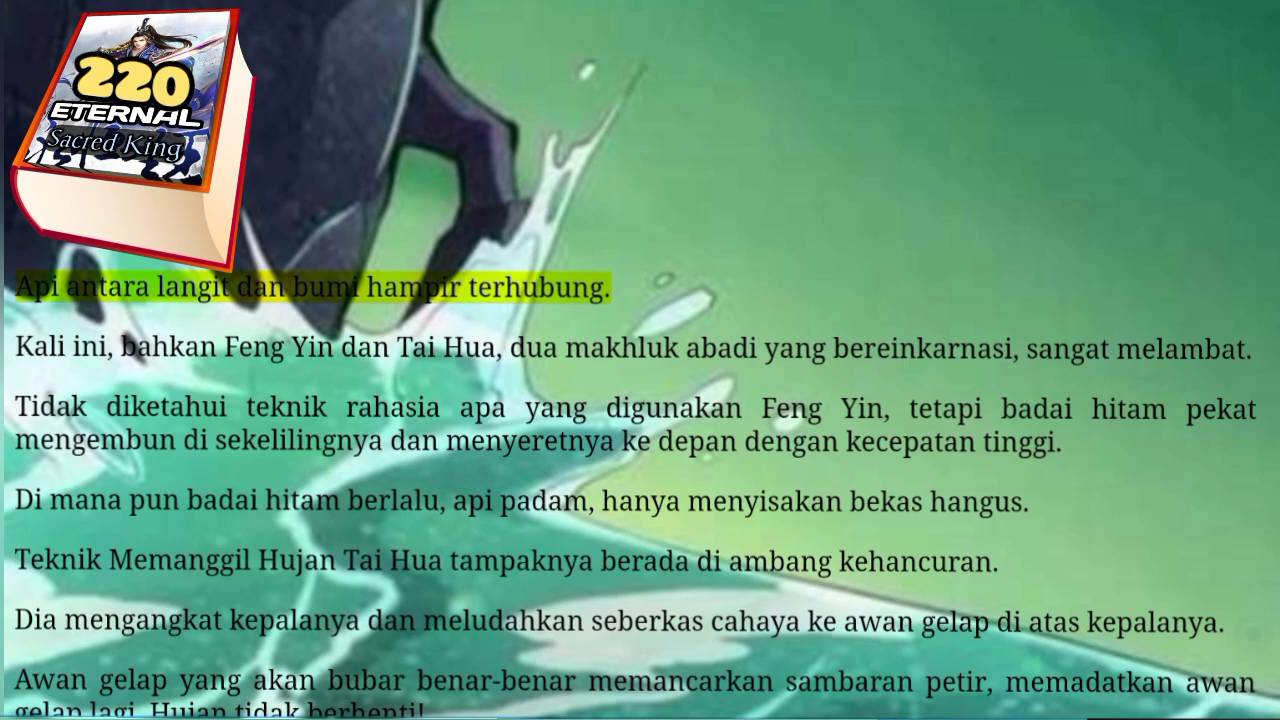 220
ETERNAL
Sacred King
Api antara langit dan bumi hampir terhubung.
Kali ini, bahkan Feng Yin dan Tai Hua, dua makhluk abadi yang bereinkarnasi, sangat melambat.
Tidak diketahui teknik rahasia apa yang digunakan Feng Yin, tetapi badai hitam pekat
mengembun di sekelilingnya dan menyeretnya ke depan dengan kecepatan tinggi.
Di mana pun badai hitam berlalu, api padam, hanya menyisakan bekas hangus.
Teknik Memanggil Hujan Tai Hua tampaknya berada di ambang kehancuran.
Dia mengangkat kepalanya dan meludahkan seberkas cahaya ke awan gelap di atas kepalanya.
Awan gelap yang akan bubar benar-benar memancarkan sambaran petir, memadatkan awan
gelap lagi. Hujan tidak berhenti!